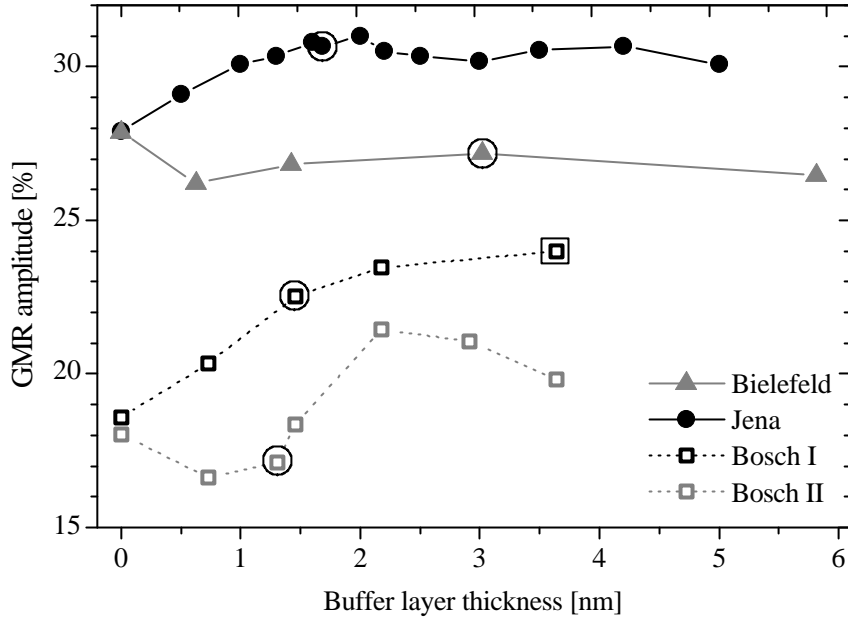 GMR amplitude [%]
30
25
20
15
0 1 2 3 4 5 6
Buffer layer thickness [nm]
Bielefeld
Jena
Bosch I
Bosch II